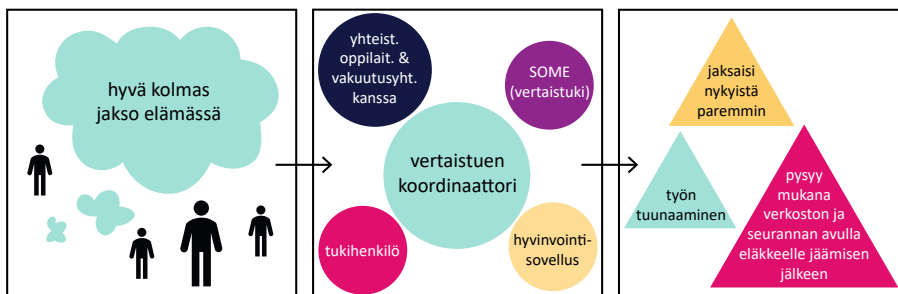 hyvä kolmas
jakso elämässä
yhteist.
oppilait. &
vakuutusyht.
kanssa
SOME
(vertaistuki)
vertaistuen
koordinaattori
tukihenkilö
hyvinvointi-
sovellus
jaksaisi
nykyistä
paremmin
työn
tuunaaminen
pysyy
mukana
verkoston ja
seurannan avulla
eläkkeelle jäämisen
jälkeen